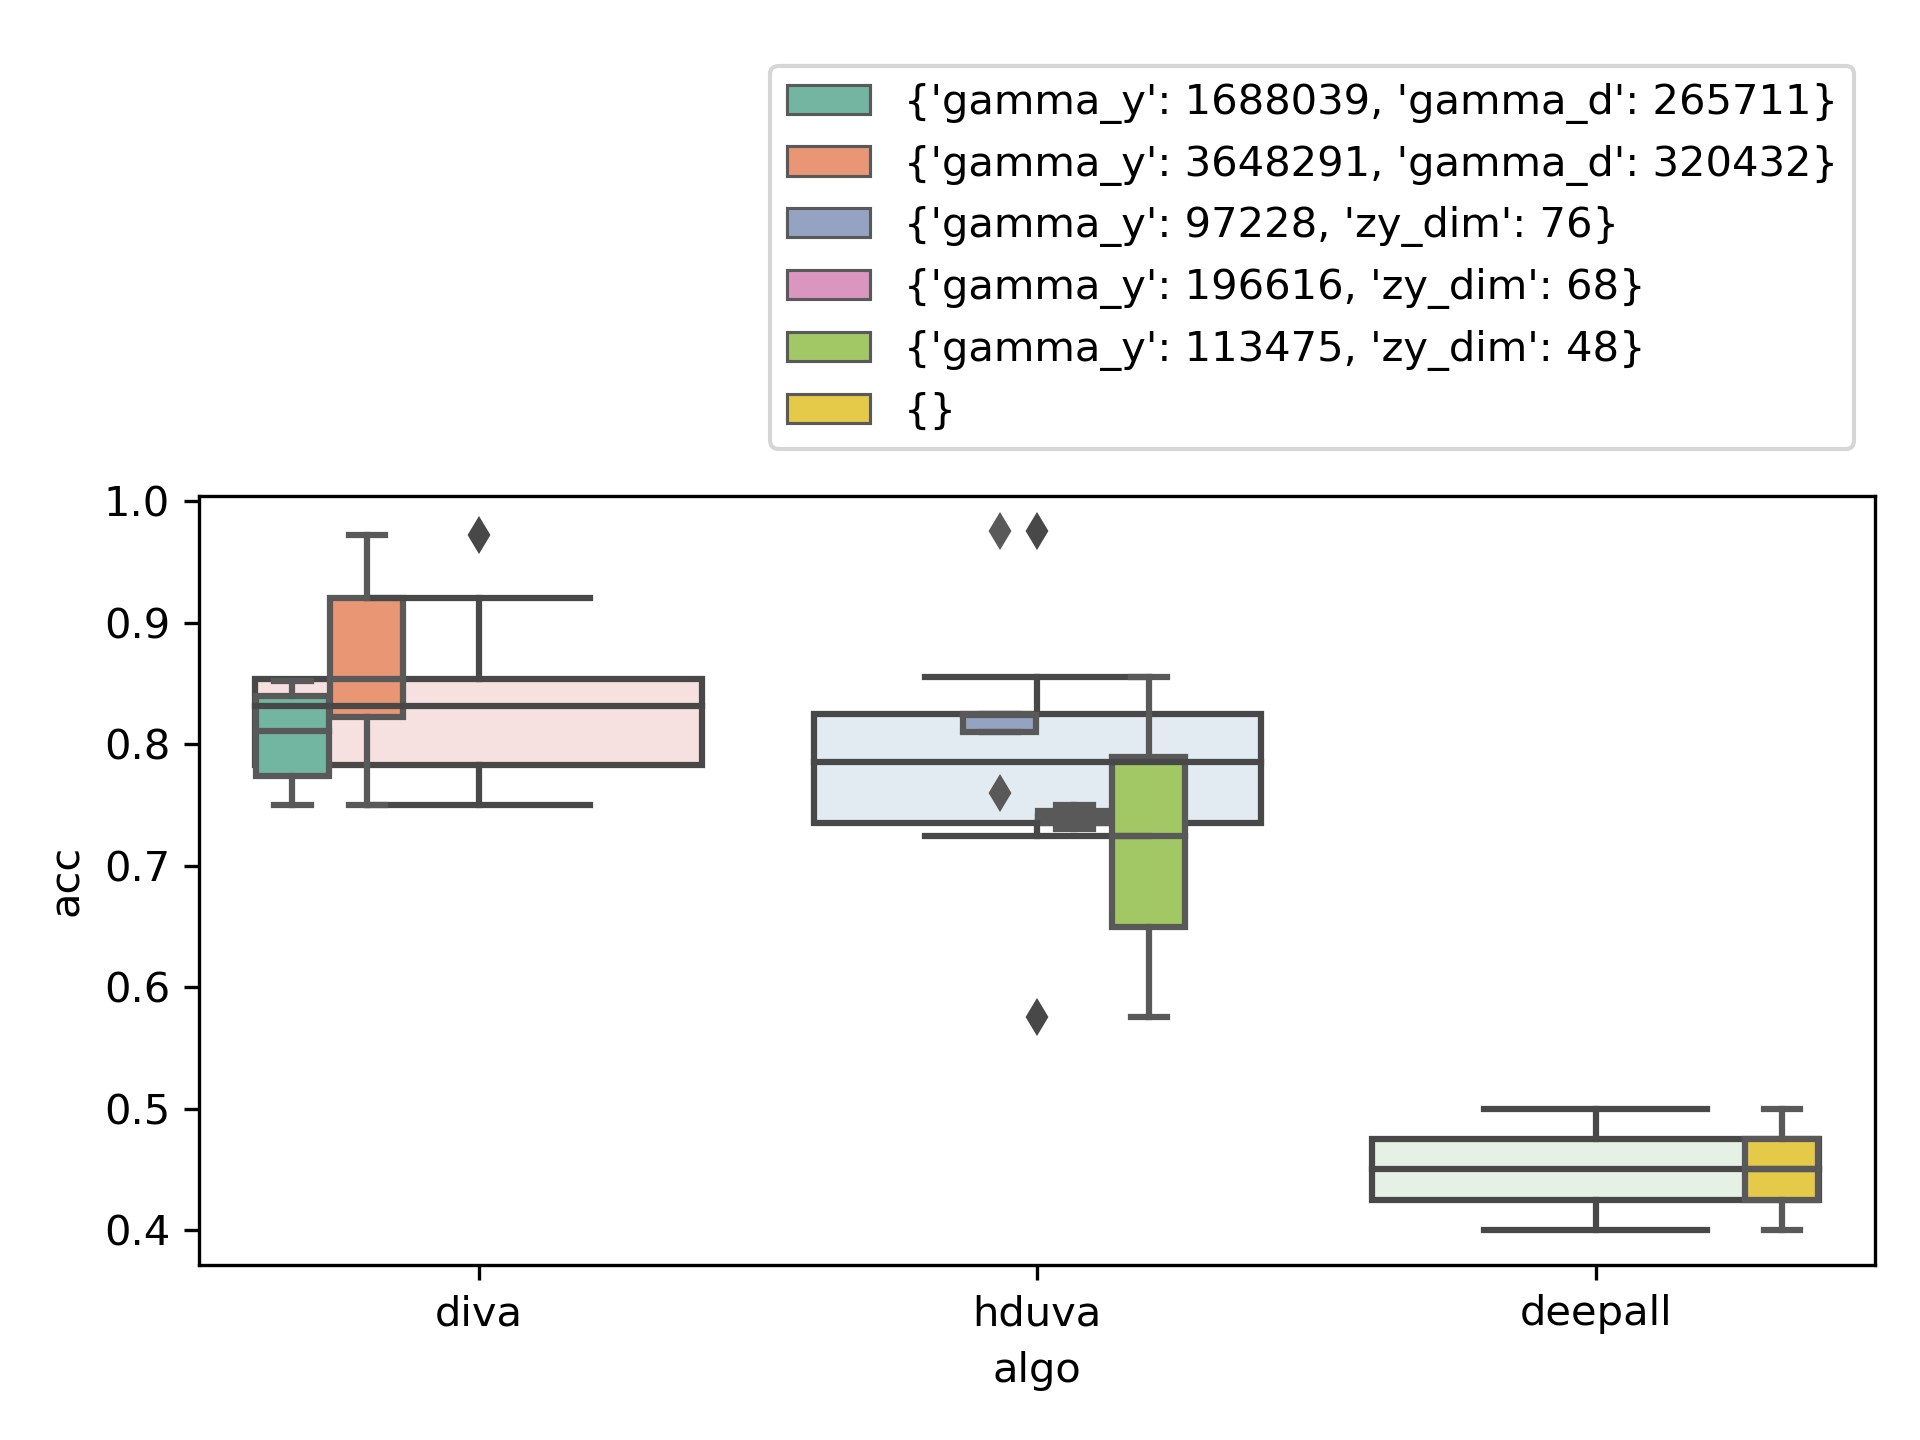 {'gamma_y': 1688039, 'gamma_d': 265711}
{'gamma_y': 3648291, 'gamma_d': 320432}
{'gamma_y': 97228, 'zy_dim': 76}
{'gamma_y': 196616, 'zy_dim': 68}
{'gamma_y': 113475, 'zy_dim': 48}
{}
1.0
0.9
0.8
0.7
0.6
0.5
0.4
acc
diva hduva deepall
algo